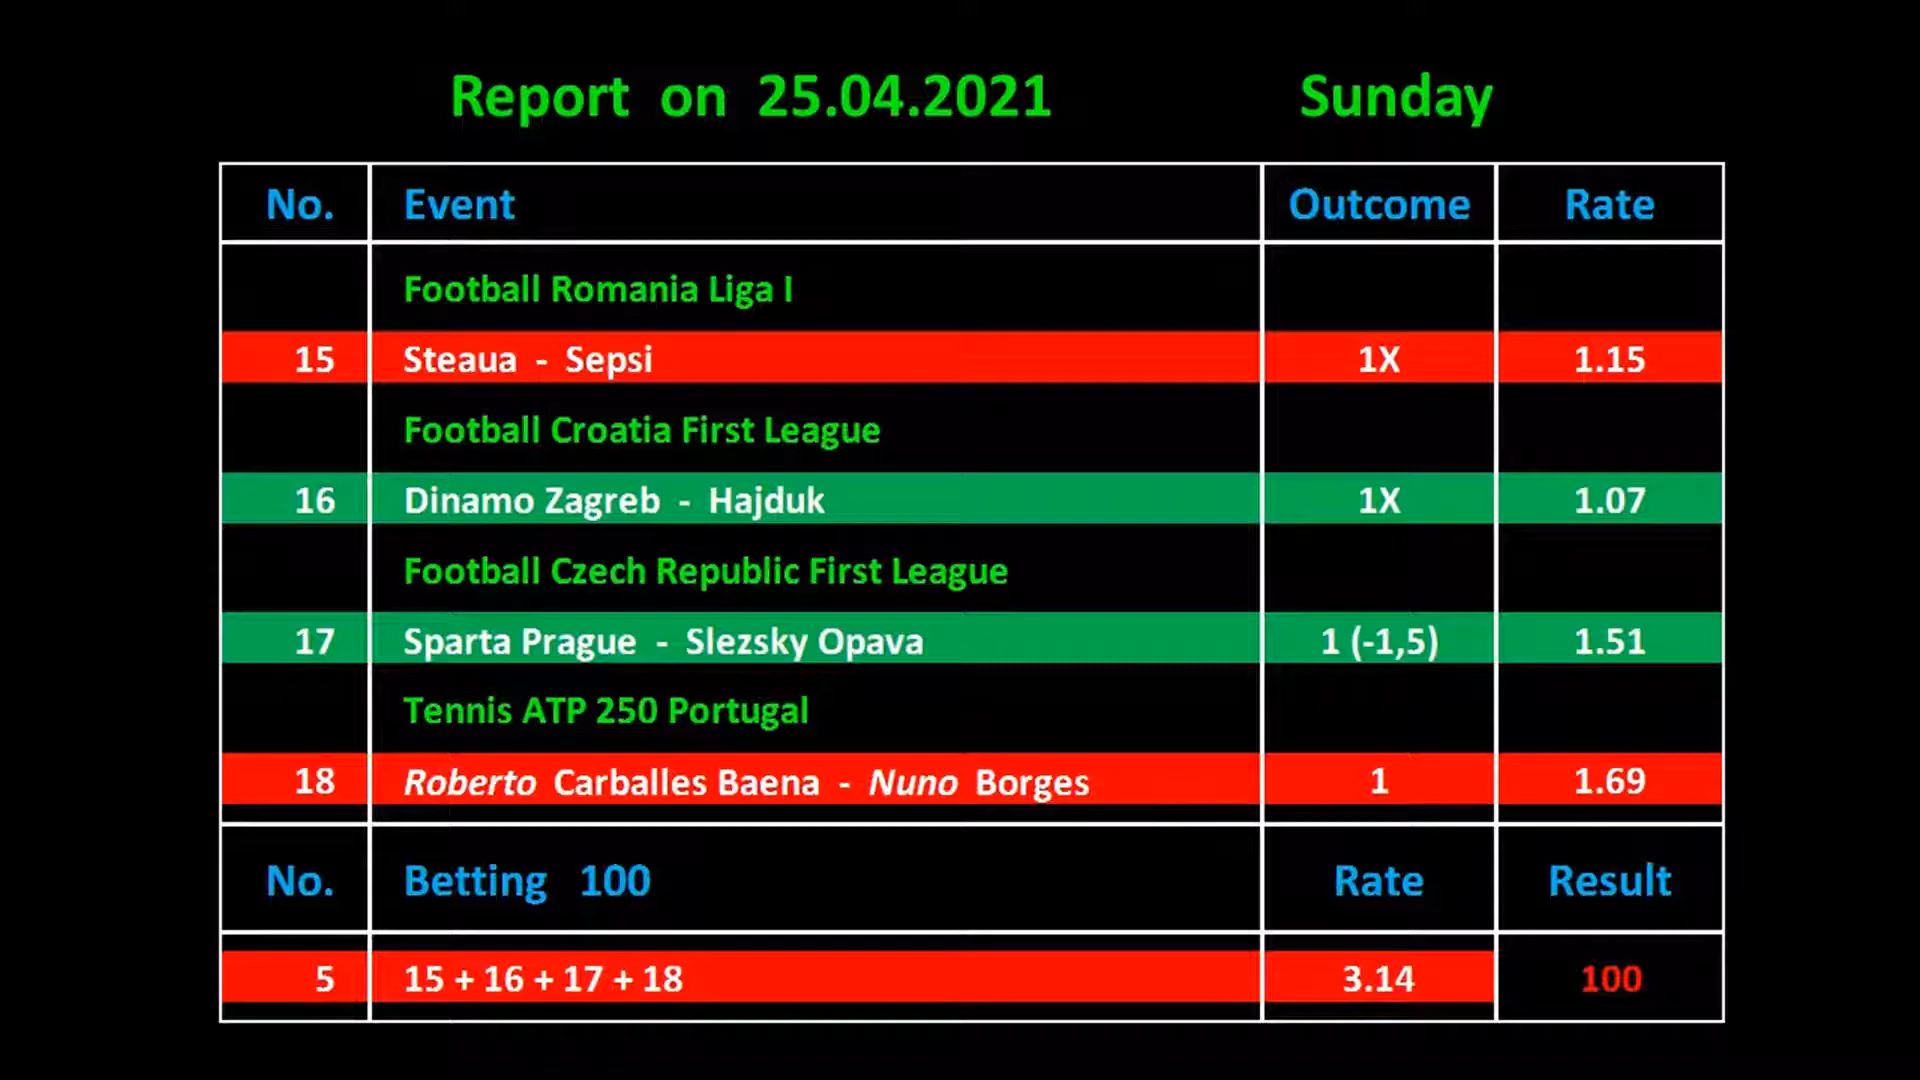 Report on 25.04.2021 Sunday
No. Event Outcome Rate
Football Romania Liga I
15 Steaua - Sepsi 1X 1.15
Football Croatia First League
16 Dinamo Zagreb - Hajduk 1X 1.07
Football Czech Republic First League
17 Sparta Prague - Slezsky Opava 1 (-1,5) 1.51
Tennis ATP 250 Portugal
18 Roberto Carballes Baena - Nuno Borges 1 1.69
No. Betting 100 Rate Result
5 15 + 16 + 17 + 18 3.14 100